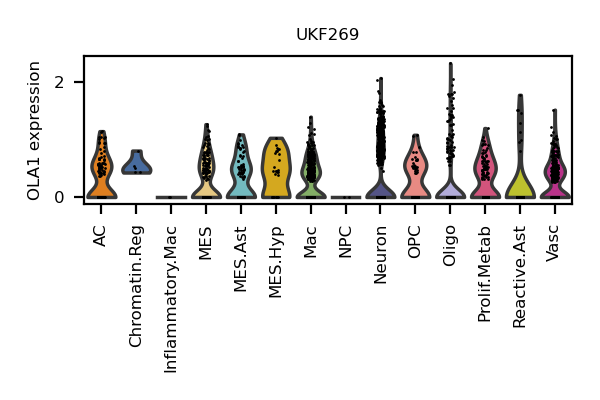 UKF269
OLA1 expression
2
0
AC
Chromatin.Reg
Inflammatory.Mac
MES
MES.Ast
MES.Hyp
Mac
NPC
Neuron
OPC
Oligo
Prolif.Metab
Reactive.Ast
Vasc